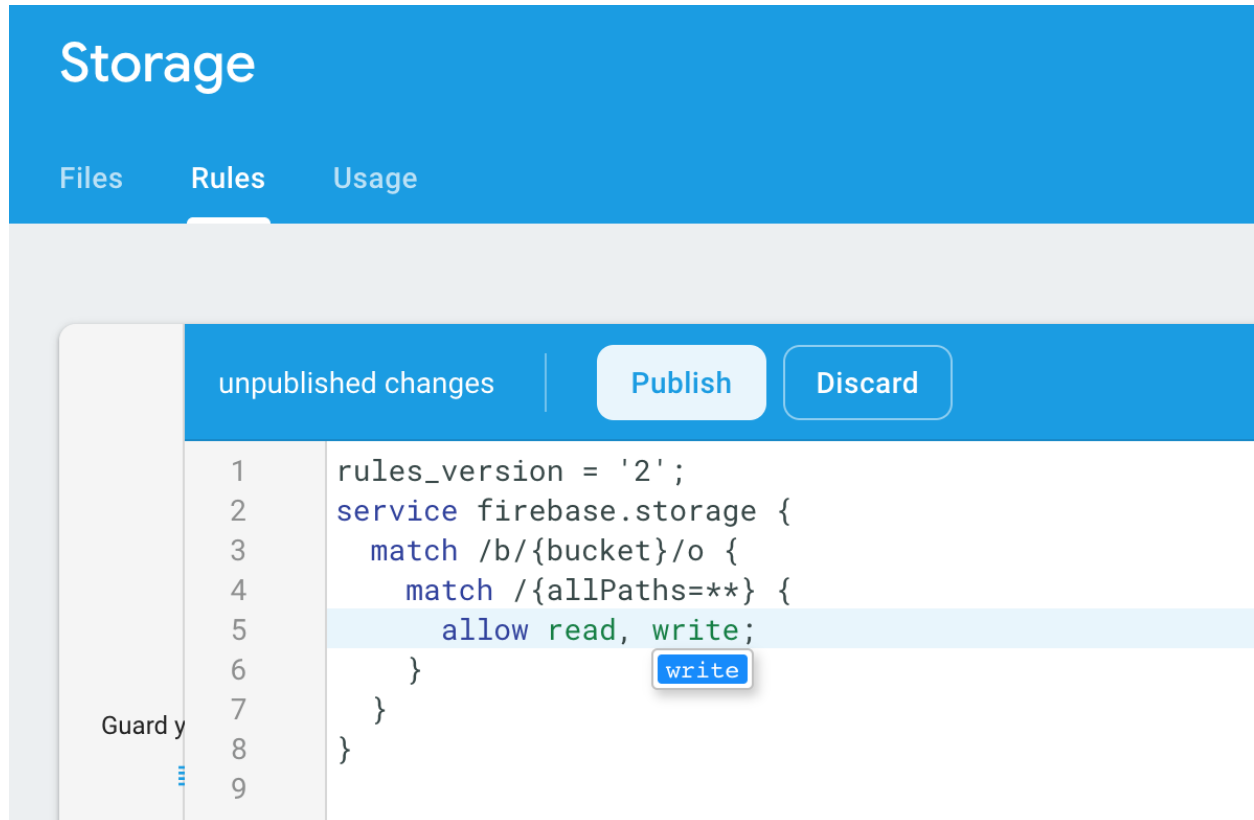 Storage
Files Rules Usage
unpublished changes Publish Discard
1 rules_version = '2';
2 service firebase.storage {
3 match /b/{bucket}/o {
4 match /{allPaths=**} {
5 allow read, write;
6 }
write
7 }
Guard y
8 }
9